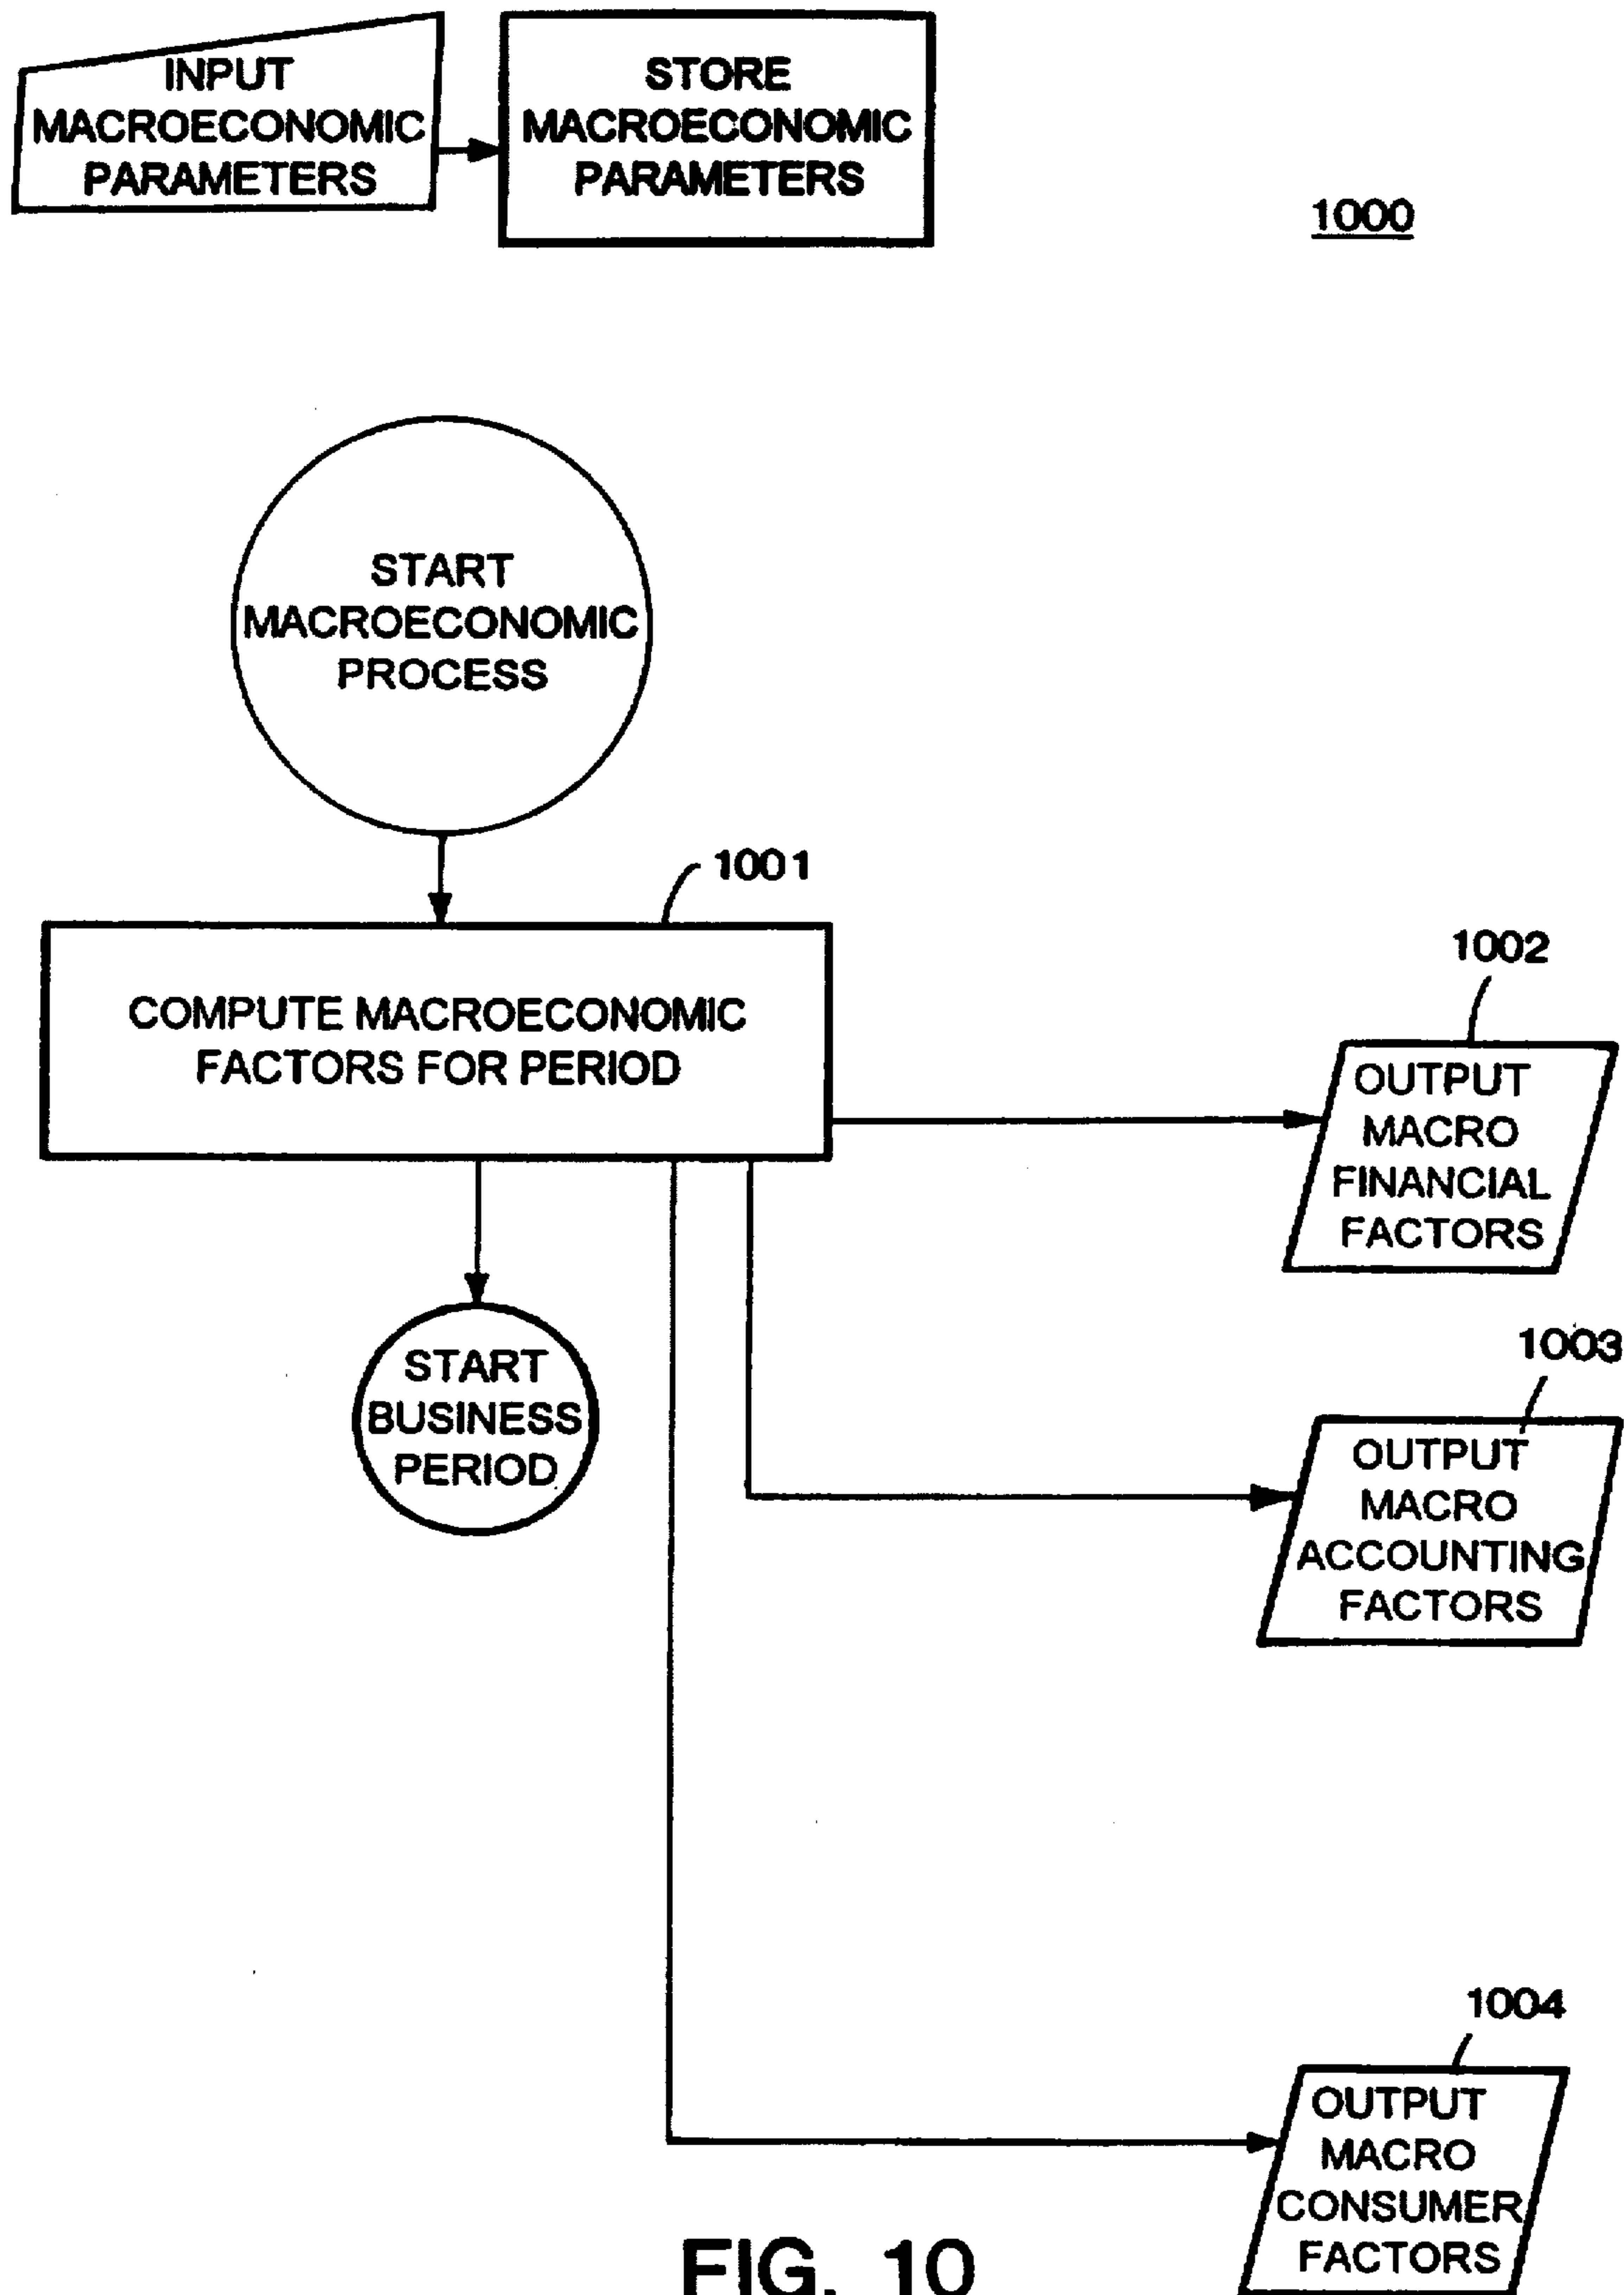 INPUT
MACROECONOMIC
PARAMETERS
STORE
MACROECONOMIC
PARAMETERS
1000
START
MACROECONOMIC
PROCESS
1001
COMPUTE MACROECONOMIC
FACTORS FOR PERIOD
1002
OUTPUT
MACRO
FINANCIAL
FACTORS
START
BUSINESS
PERIOD
1003
OUTPUT
MACRO
ACCOUNTING
FACTORS
1004
OUTPUT
MACRO
CONSUMER
FACTORS
FIG. 10